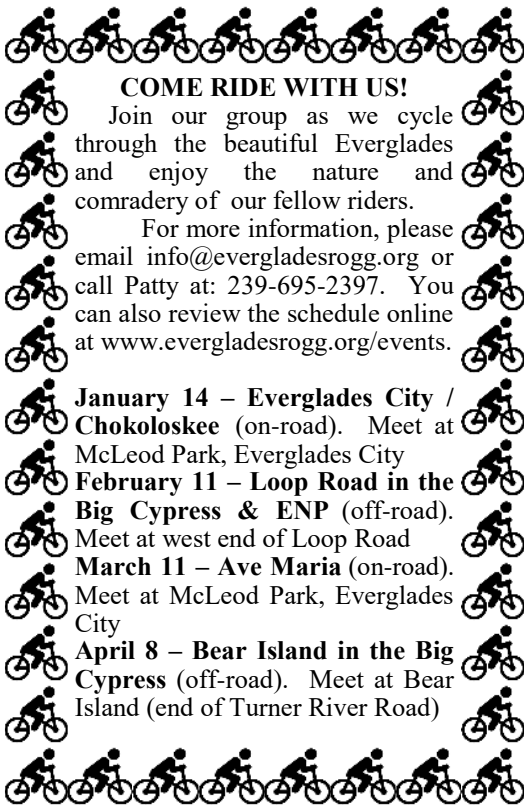 COME RIDE WITH US!
Join our group as we cycle
through the beautiful Everglades
and enjoy the nature and
comradery of our fellow riders.
For more information, please
email info@evergladesrogg.org or
call Patty at: 239-695-2397. You
can also review the schedule online
at www.evergladesrogg.org/events.
January 14 – Everglades City /
Chokoloskee (on-road). Meet at
McLeod Park, Everglades City
February 11 – Loop Road in the
Big Cypress & ENP (off-road).
Meet at west end of Loop Road
March 11 – Ave Maria (on-road).
Meet at McLeod Park, Everglades
City
April 8 – Bear Island in the Big
Cypress (off-road). Meet at Bear
Island (end of Turner River Road)